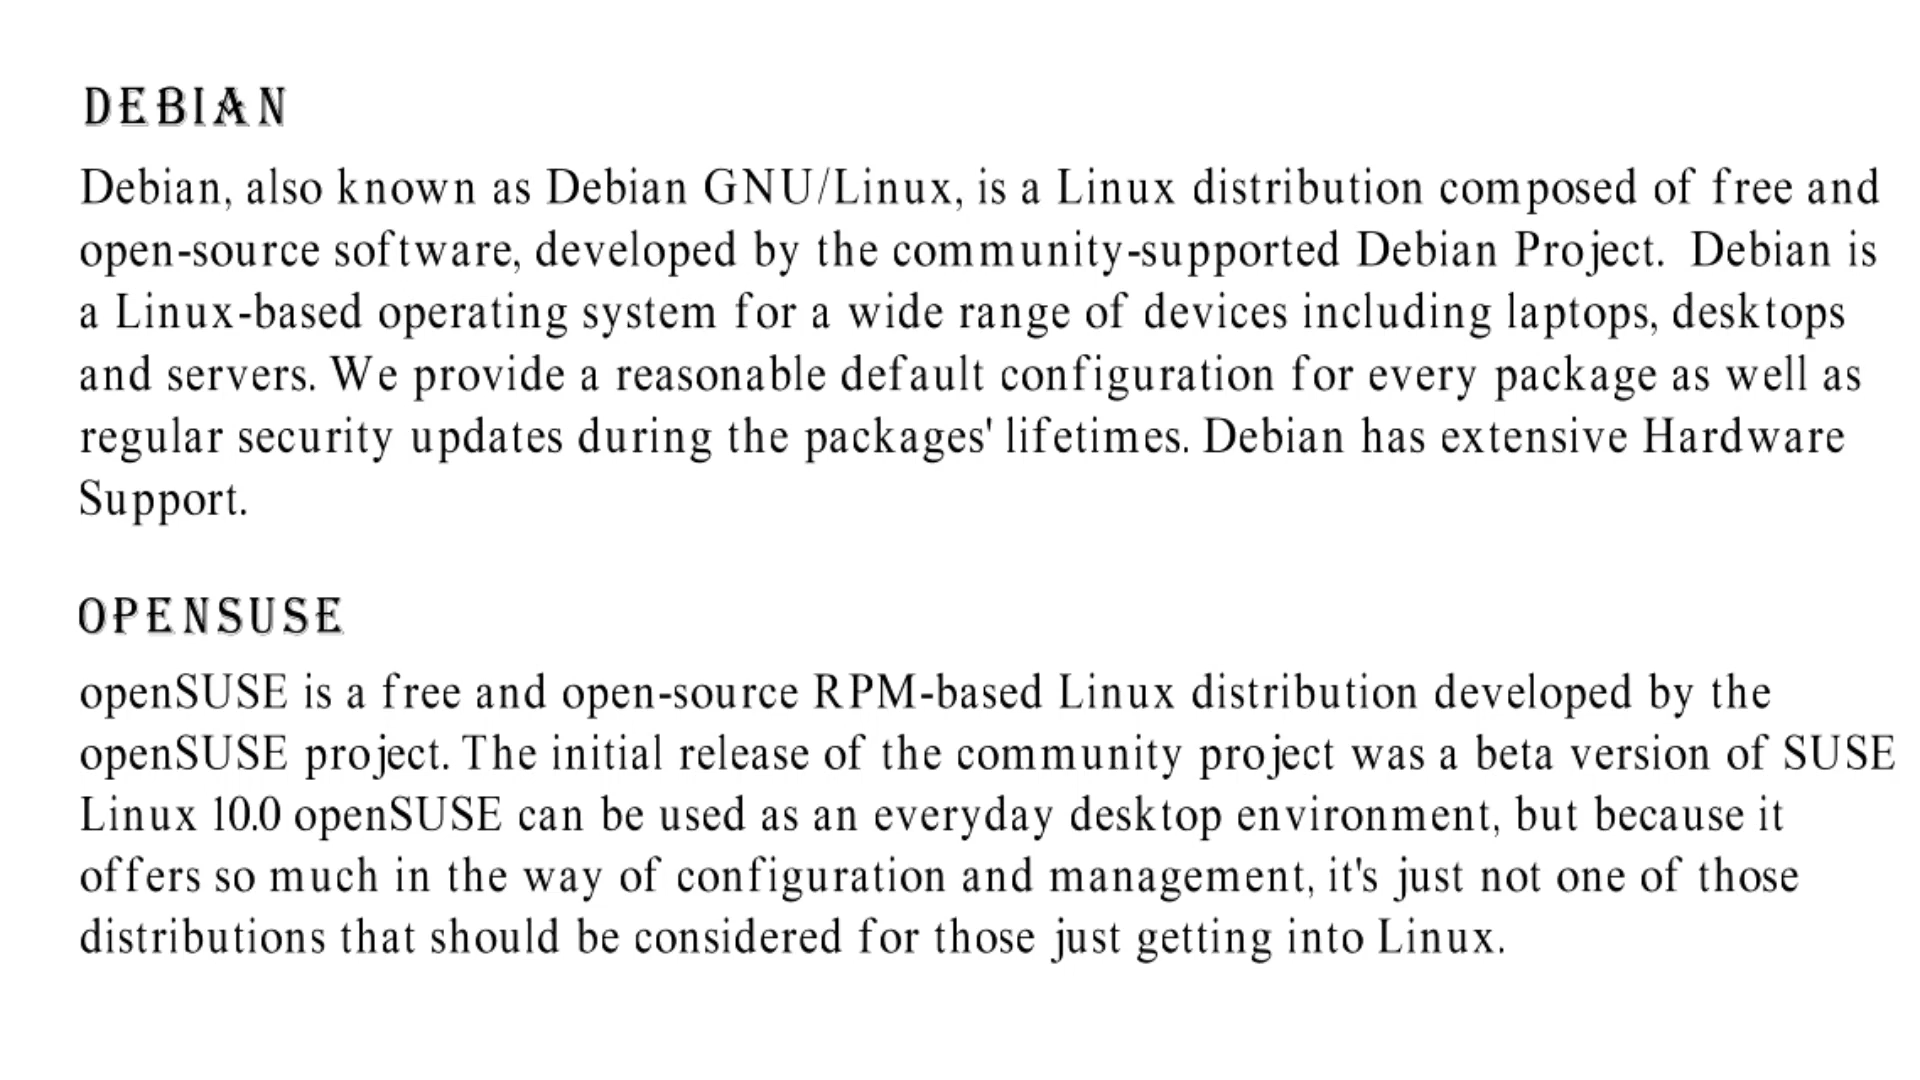 DEBIAN
Debian, also known as Debian GNU/Linux, is a Linux distribution composed of free and
open-source software, developed by the community-supported Debian Project. Debian is
a Linux-based operating system for a wide range of devices including laptops, desktops
and servers. We provide a reasonable default configuration for every package as well as
regular security updates during the packages' lifetimes. Debian has extensive Hardware
Support.
OPENSUSE
openSUSE is a free and open-source RPM-based Linux distribution developed by the
openSUSE project. The initial release of the community project was a beta version of SUSE
Linux 10.0 openSUSE can be used as an everyday desktop environment, but because it
offers so much in the way of configuration and management, it's just not one of those
distributions that should be considered for those just getting into Linux.